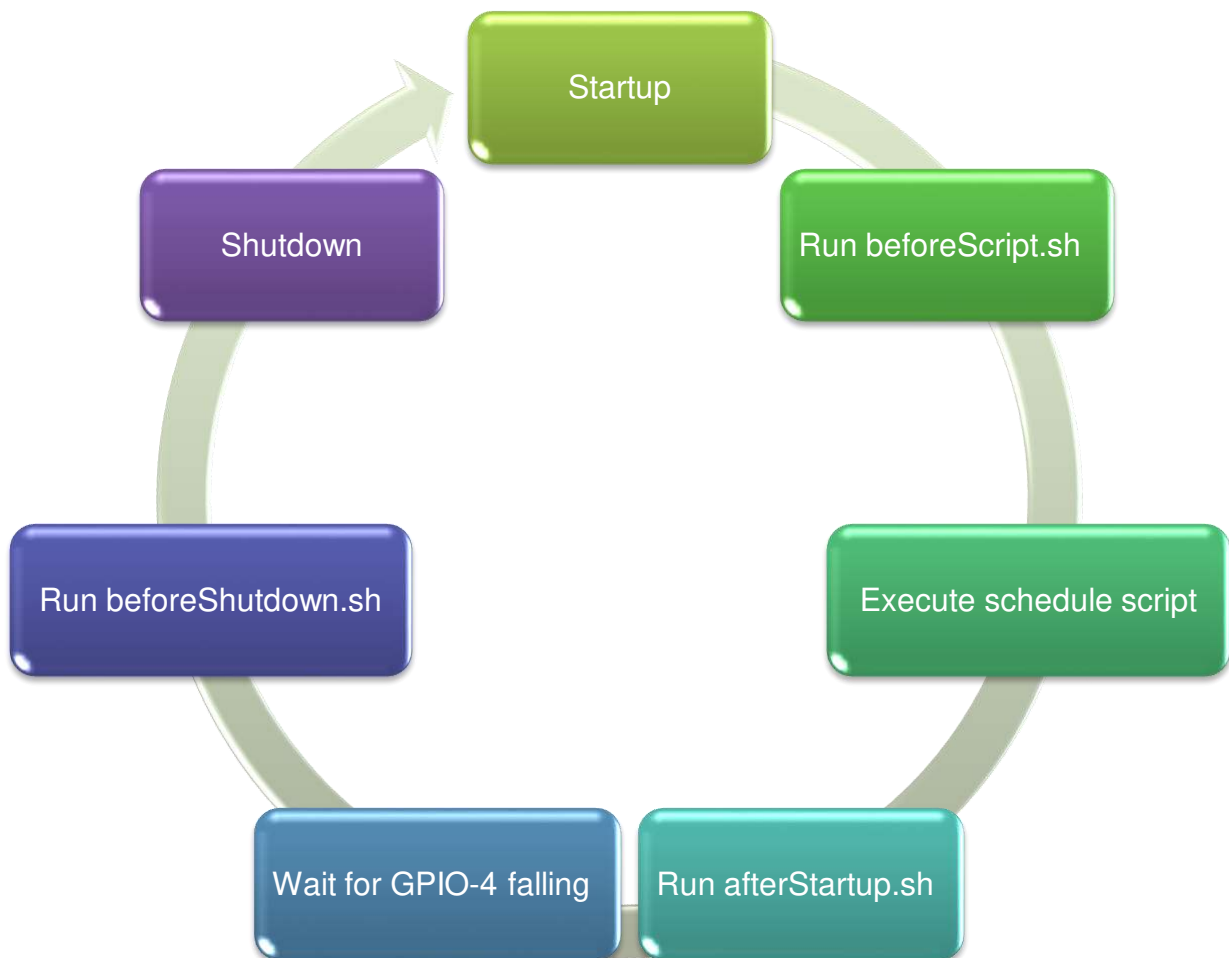 Startup
Run beforeScript.sh
Execute schedule script
Run afterStartup.sh
Wait for GPIO-4 falling
Run beforeShutdown.sh
Shutdown